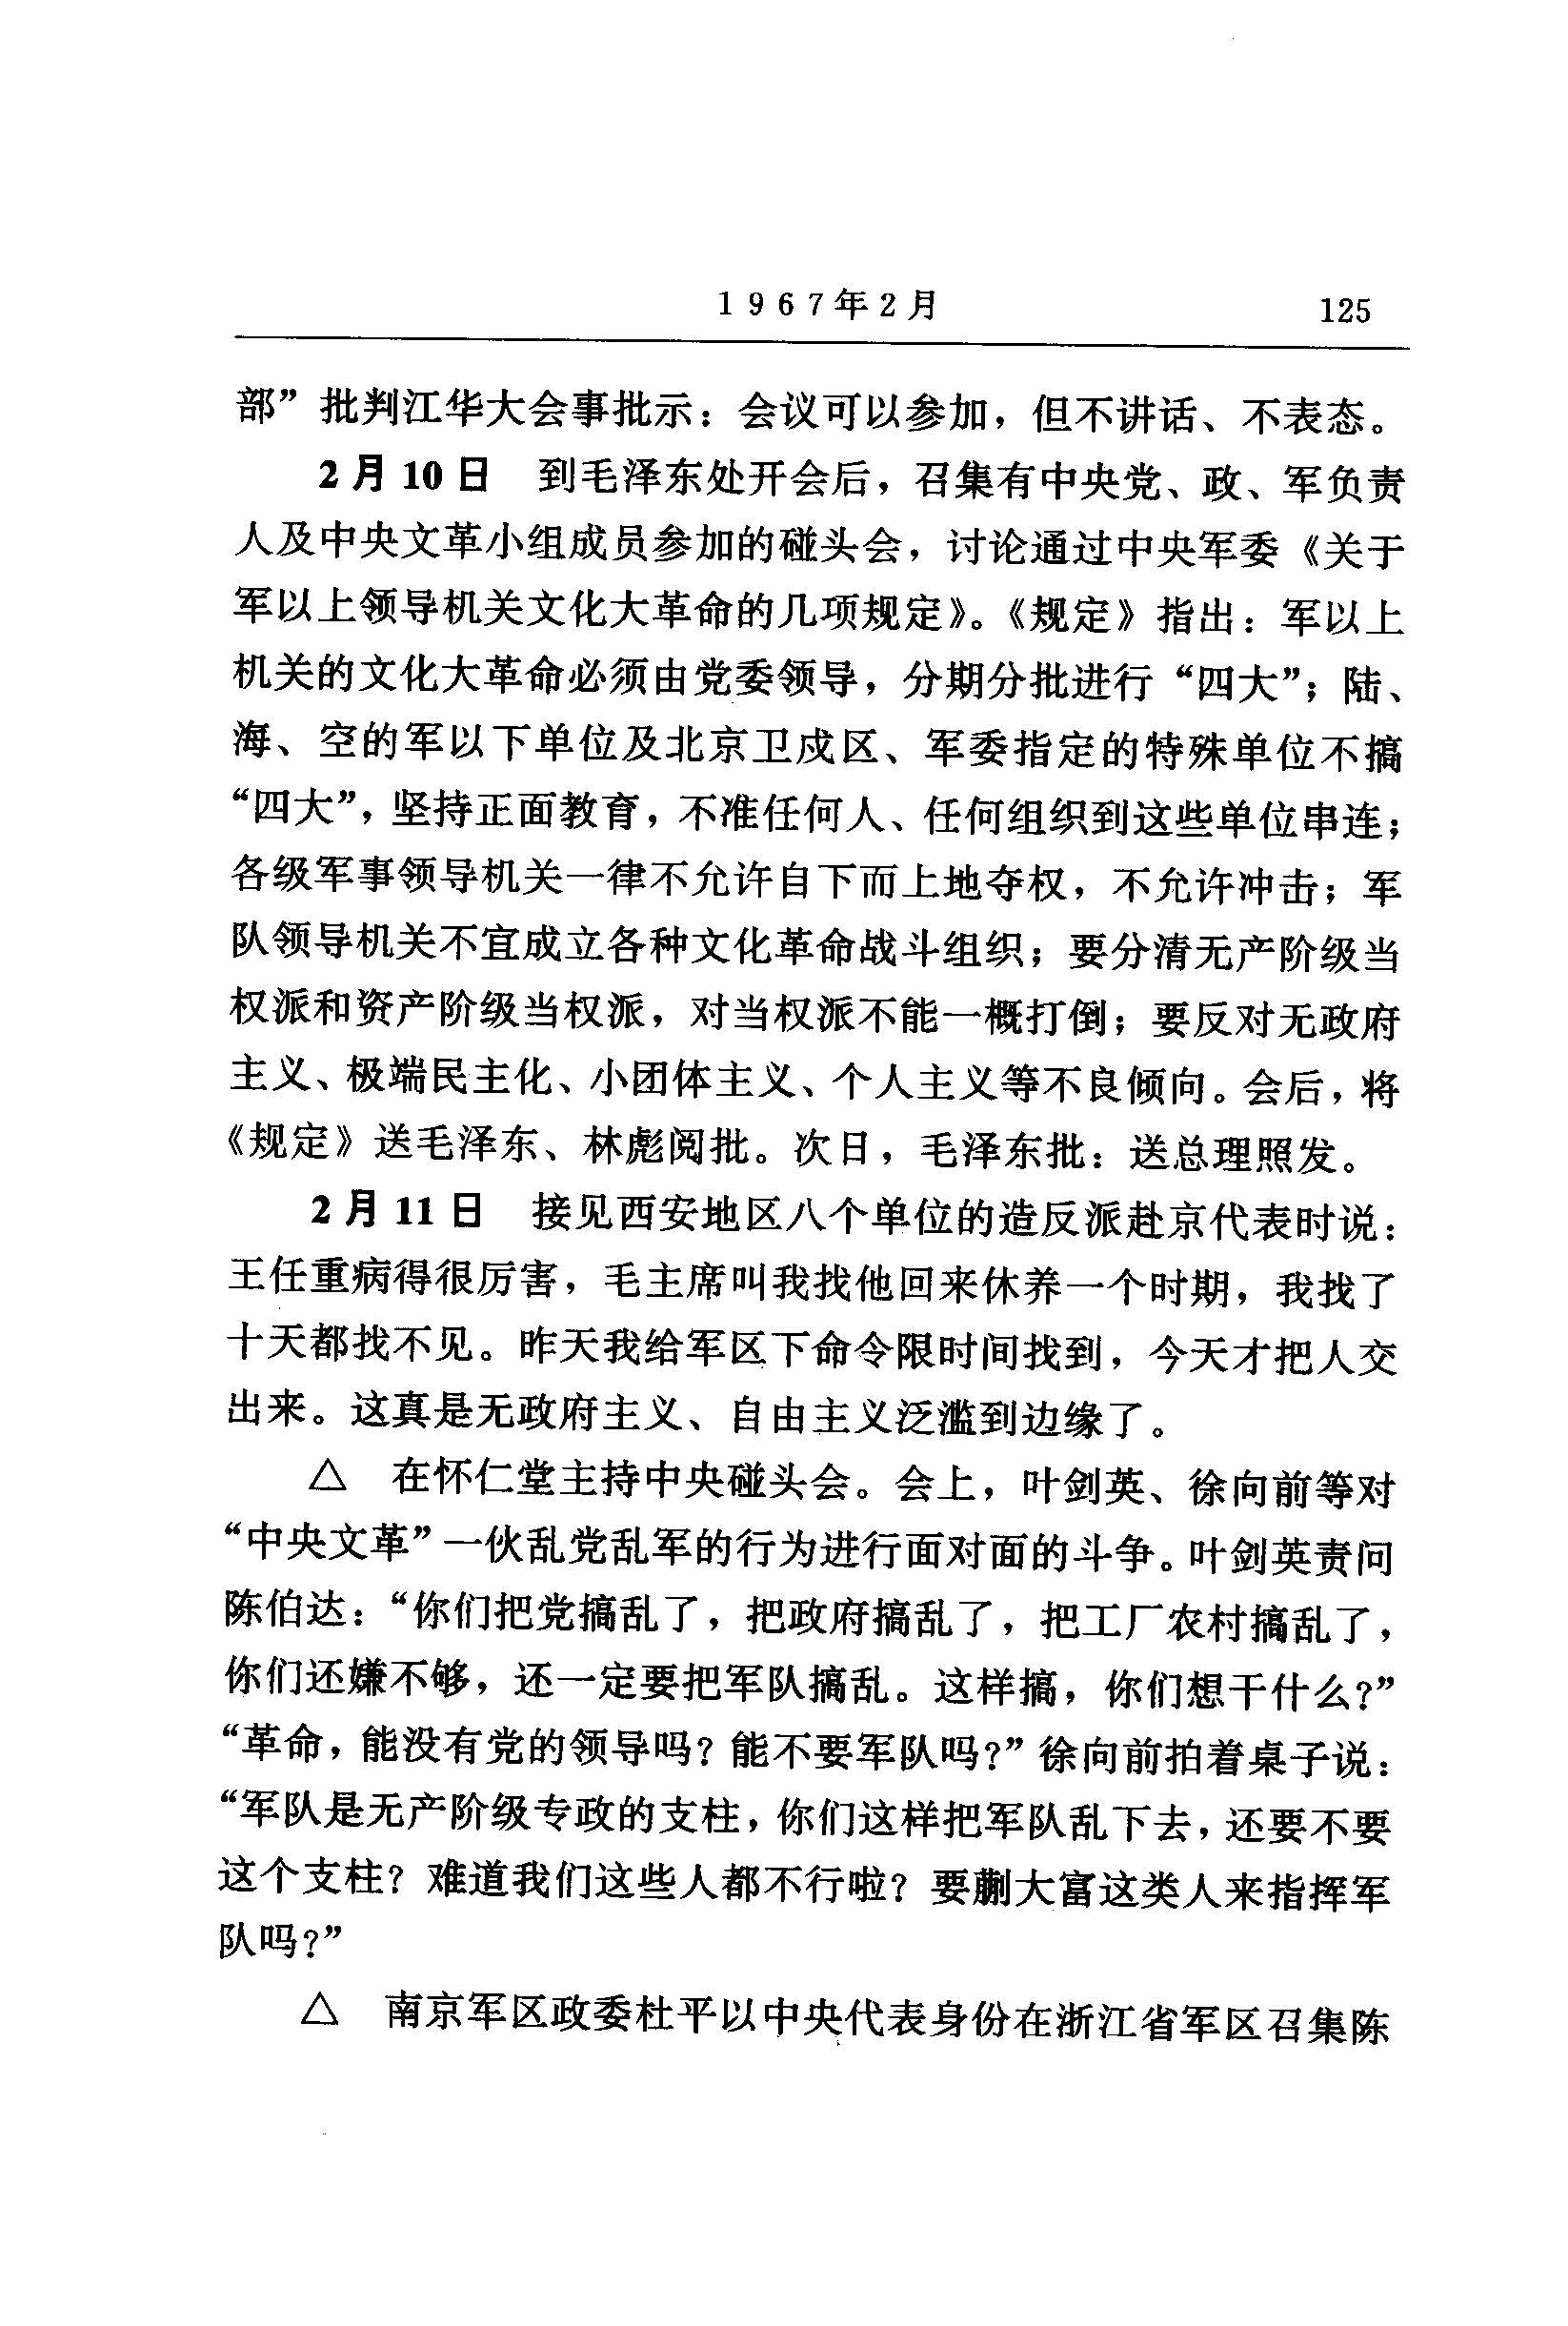 1967年2月 125
部”批判江华大会事批示：会议可以参加，但不讲话、不表态。
2月10日 到毛泽东处开会后，召集有中央党、政、军负责
人及中央文革小组成员参加的碰头会，讨论通过中央军委《关于
军以上领导机关文化大革命的几项规定》。《规定》指出：军以上
机关的文化大革命必须由党委领导，分期分批进行“四大”；陆、
海、空的军以下单位及北京卫戍区、军委指定的特殊单位不搞
“四大”，坚持正面教育，不准任何人、任何组织到这些单位串连；
各级军事领导机关一律不允许自下而上地夺权，不允许冲击；军
队领导机关不宜成立各种文化革命战斗组织；要分清无产阶级当
权派和资产阶级当权派，对当权派不能一概打倒；要反对无政府
主义、极端民主化、小团体主义、个人主义等不良倾向。会后，将
《规定》送毛泽东、林彪阅批。次日，毛泽东批：送总理照发。
2月11日 接见西安地区八个单位的造反派赴京代表时说：
王任重病得很厉害，毛主席叫我找他回来休养一个时期，我找了
十天都找不见。昨天我给军区下命令限时间找到，今天才把人交
出来。这真是无政府主义、自由主义泛滥到边缘了。
△ 在怀仁堂主持中央碰头会。会上，叶剑英、徐向前等对
“中央文革”一伙乱党乱军的行为进行面对面的斗争。叶剑英责问
陈伯达：“你们把党搞乱了，把政府搞乱了，把工厂农村搞乱了，
你们还嫌不够，还一定要把军队搞乱。这样搞，你们想干什么？”
“革命，能没有党的领导吗？能不要军队吗？”徐向前拍着桌子说：
“军队是无产阶级专政的支柱，你们这样把军队乱下去，还要不要
这个支柱？难道我们这些人都不行啦？要蒯大富这类人来指挥军
队吗？”
△ 南京军区政委杜平以中央代表身份在浙江省军区召集陈